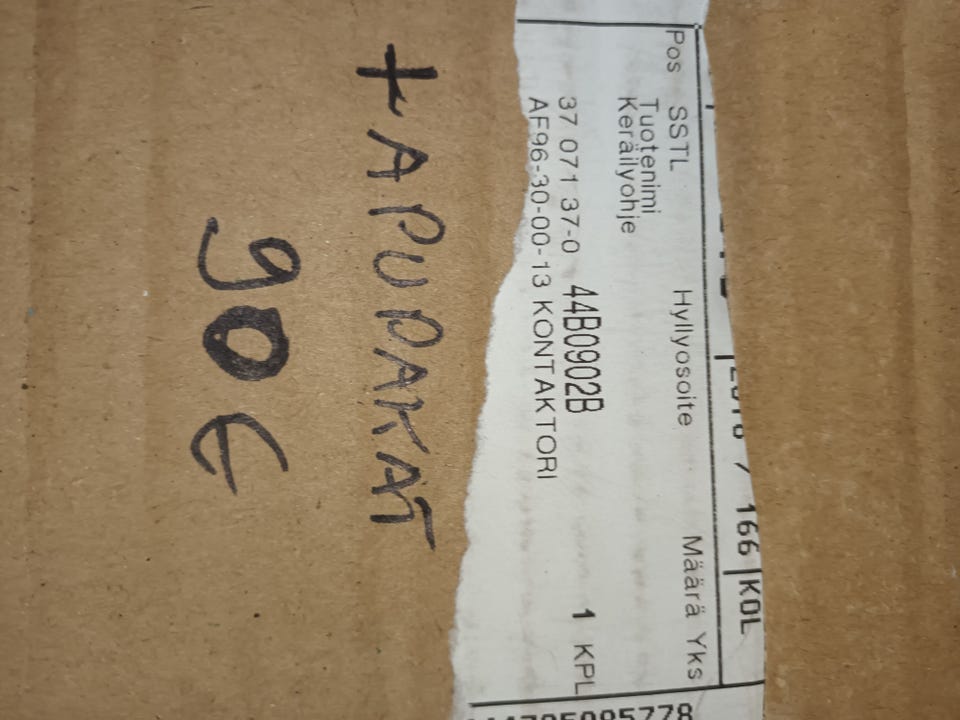 166 KOL
Pos SSTL Hyllyosoite Määrä Yks
Tuotenimi
Keräilyohje
37 071 37-0 44B0902B 1 KPL
AF96-30-00-13 KONTAKTORI
+ APUPAKAT
90 €